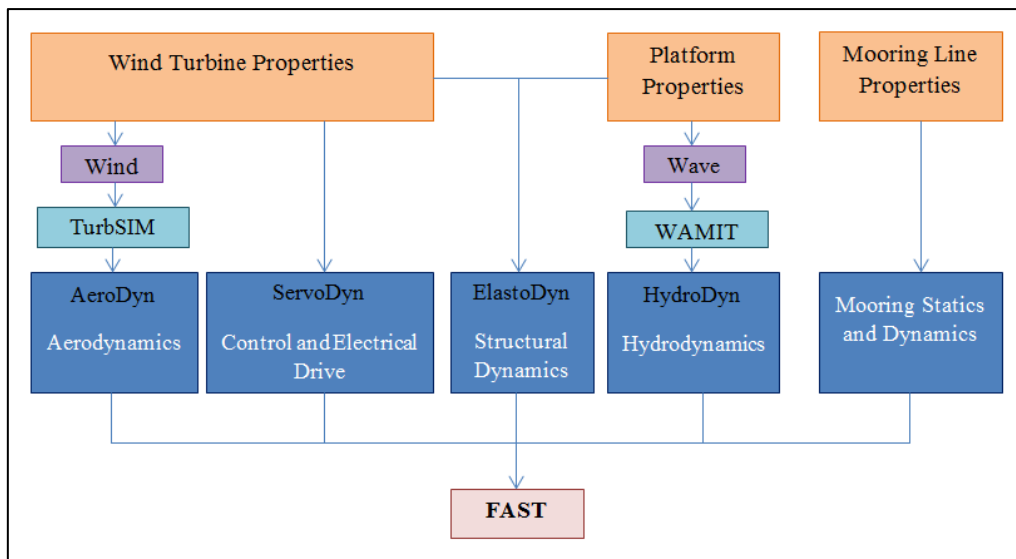 Wind Turbine Properties
Platform
Properties
Mooring Line
Properties
Wind
Wave
TurbSIM
WAMIT
AeroDyn
Aerodynamics
ServoDyn
Control and Electrical
Drive
ElastoDyn
Structural
Dynamics
HydroDyn
Hydrodynamics
Mooring Statics
and Dynamics
FAST